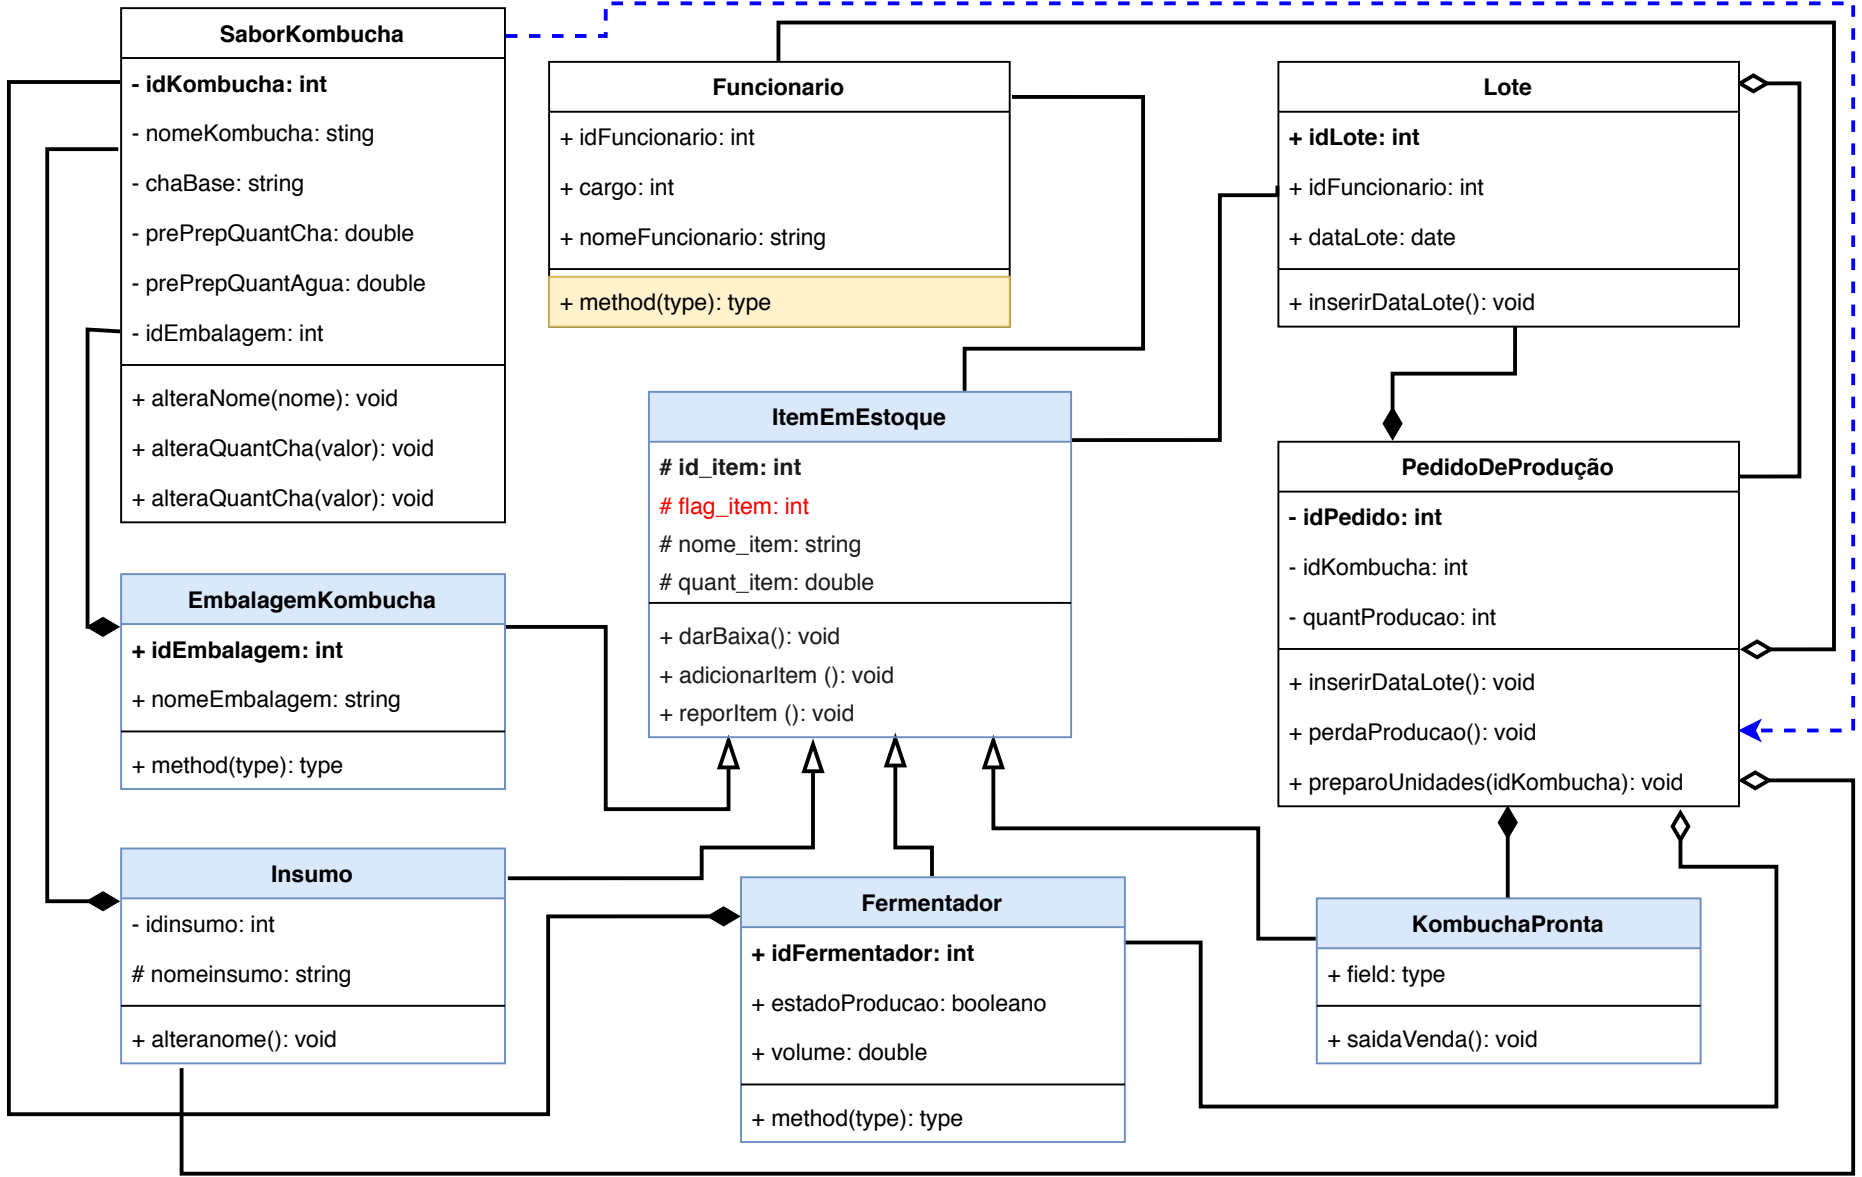 SaborKombucha
- idKombucha: int
- nomeKombucha: sting
- chaBase: string
- prePrepQuantCha: double
- prePrepQuantAgua: double
- idEmbalagem: int
+ alteraNome(nome): void
+ alteraQuantCha(valor): void
+ alteraQuantCha(valor): void
Funcionario
+ idFuncionario: int
+ cargo: int
+ nomeFuncionario: string
+ method(type): type
Lote
+ idLote: int
+ idFuncionario: int
+ dataLote: date
+ inserirDataLote(): void
ItemEmEstoque
# id_item: int
# flag_item: int
# nome_item: string
# quant_item: double
+ darBaixa(): void
+ adicionarItem (): void
+ reporItem (): void
PedidoDeProdução
- idPedido: int
- idKombucha: int
- quantProducao: int
+ inserirDataLote(): void
+ perdaProducao(): void
+ preparoUnidades(idKombucha): void
EmbalagemKombucha
+ idEmbalagem: int
+ nomeEmbalagem: string
+ method(type): type
Insumo
- idinsumo: int
# nomeinsumo: string
+ alteranome(): void
Fermentador
+ idFermentador: int
+ estadoProducao: booleano
+ volume: double
+ method(type): type
KombuchaPronta
+ field: type
+ saidaVenda(): void